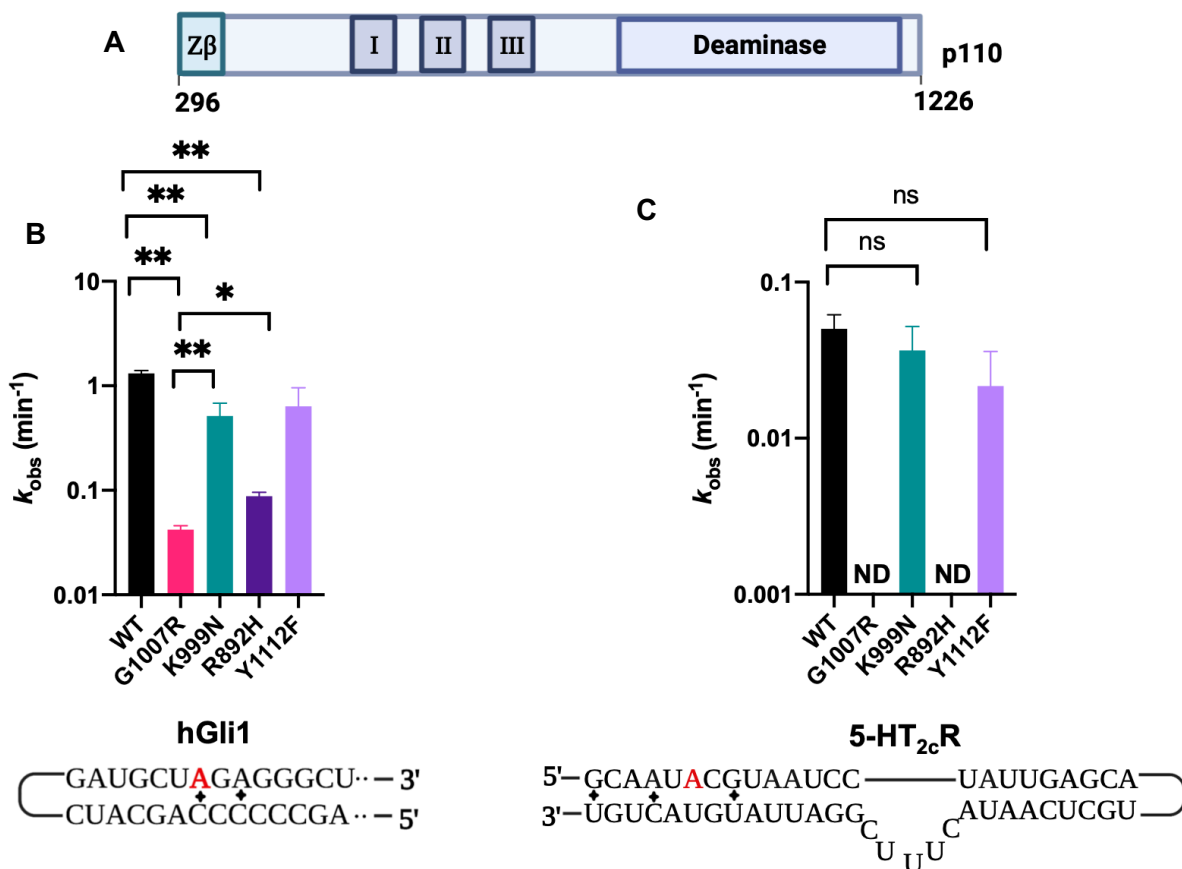 A
Zβ I II III Deaminase p110
296 1226
B
** 
**
**
*
**
10
1
0.1
0.01
kobs (min-1)
WT G1007R K999N R892H Y1112F
hGli1
GAUGCUAGAGGGCU·· 3'
CUACGACCCCCCGA·· 5'
C
ns
ns
0.1
0.01
0.001
kobs (min-1)
ND ND
WT G1007R K999N R892H Y1112F
5-HT2cR
5' GCAAUACGUAAUCC UAUUGAGCA
3' UGUCAUGUAUUAGG CUUUC AUAACUCGU